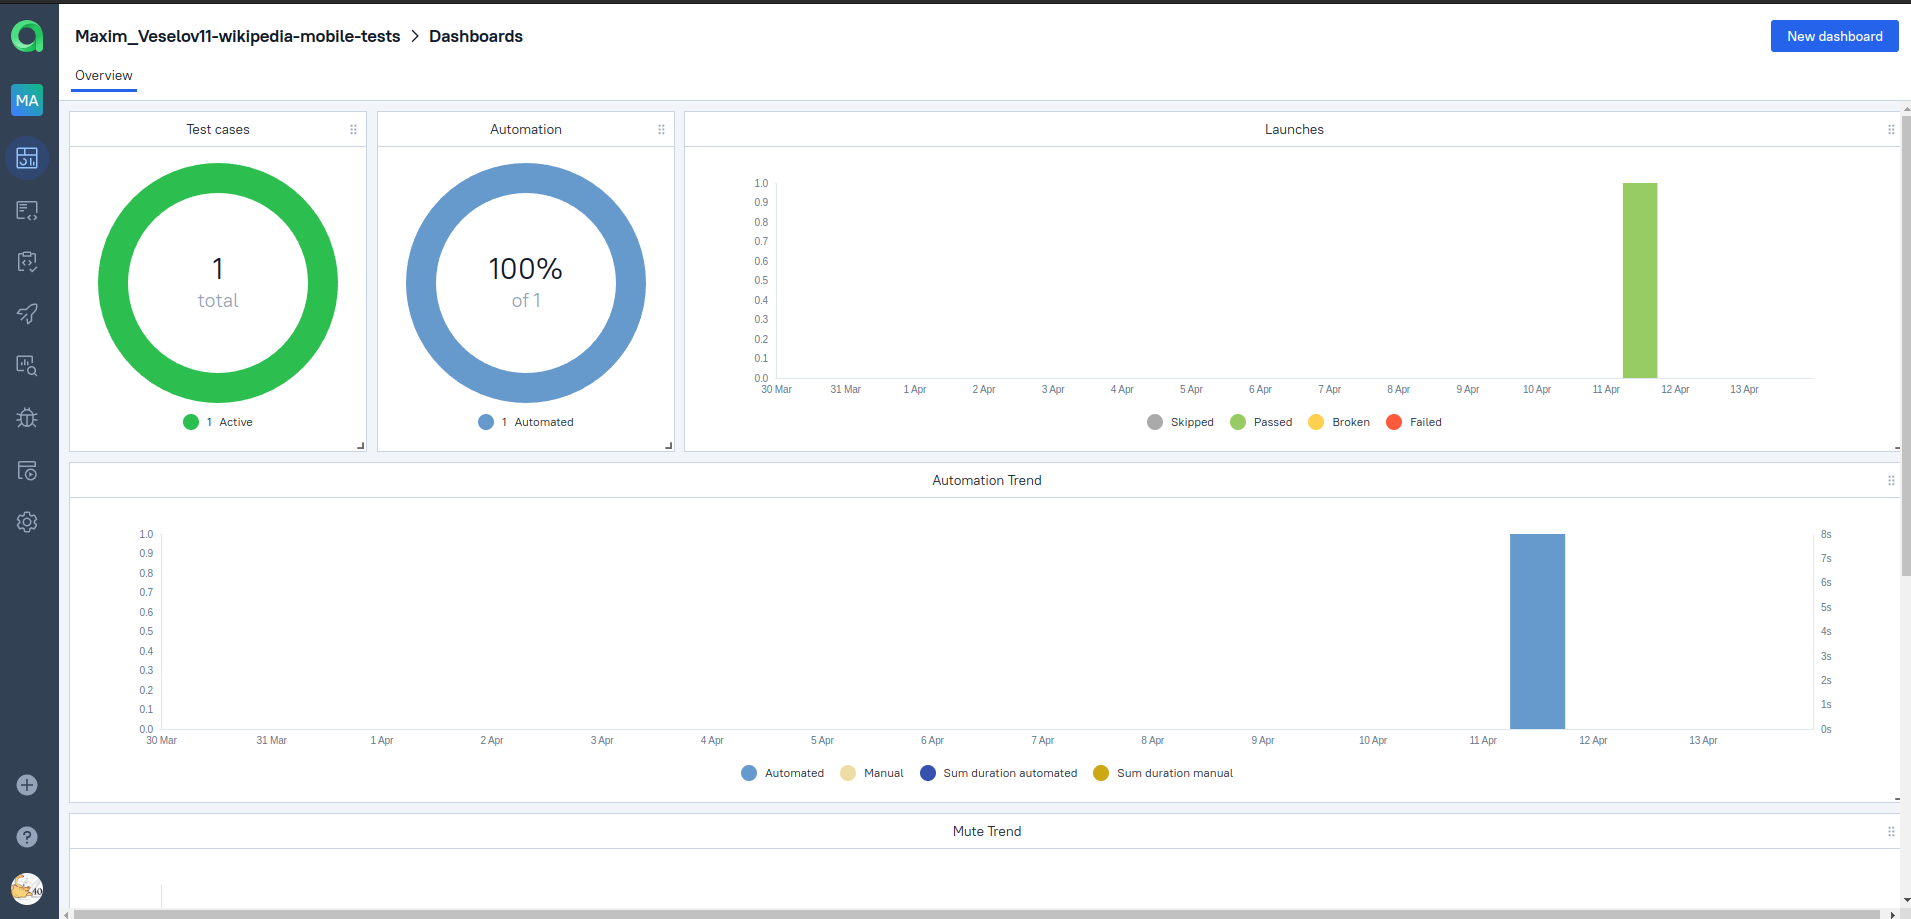 Maxim_Veselov11-wikipedia-mobile-tests > Dashboards
New dashboard
Overview
MA
Test cases
1
total
1 Active
Automation
100%
of 1
1 Automated
Launches
1.0
0.9
0.8
0.7
0.6
0.5
0.4
0.3
0.2
0.1
0.0
30 Mar 31 Mar 1 Apr 2 Apr 3 Apr 4 Apr 5 Apr 6 Apr 7 Apr 8 Apr 9 Apr 10 Apr 11 Apr 12 Apr 13 Apr
Skipped Passed Broken Failed
Automation Trend
1.0
0.9
0.8
0.7
0.6
0.5
0.4
0.3
0.2
0.1
0.0
8s
7s
6s
5s
4s
3s
2s
1s
0s
30 Mar 31 Mar 1 Apr 2 Apr 3 Apr 4 Apr 5 Apr 6 Apr 7 Apr 8 Apr 9 Apr 10 Apr 11 Apr 12 Apr 13 Apr
Automated Manual Sum duration automated Sum duration manual
Mute Trend
?
40